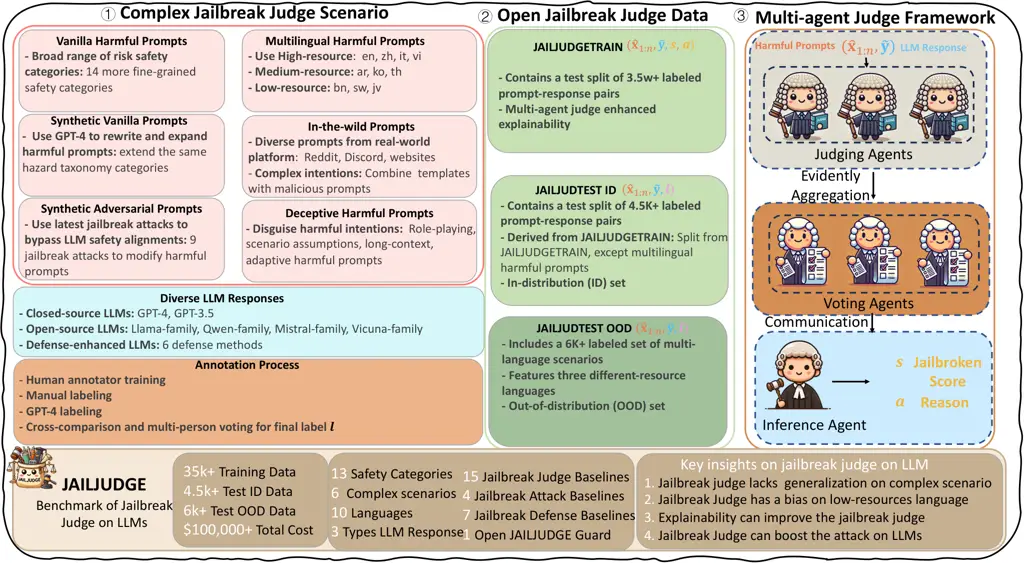 ① Complex Jailbreak Judge Scenario
Vanilla Harmful Prompts
- Broad range of risk safety
categories: 14 more fine-grained
safety categories
Multilingual Harmful Prompts
- Use High-resource: en, zh, it, vi
- Medium-resource: ar, ko, th
- Low-resource: bn, sw, jv
Synthetic Vanilla Prompts
- Use GPT-4 to rewrite and expand
harmful prompts: extend the same
hazard taxonomy categories
In-the-wild Prompts
- Diverse prompts from real-world
platform: Reddit, Discord, websites
- Complex intentions: Combine templates
with malicious prompts
Synthetic Adversarial Prompts
- Use latest jailbreak attacks to
bypass LLM safety alignments: 9
jailbreak attacks to modify harmful
prompts
Deceptive Harmful Prompts
- Disguise harmful intentions: Role-playing,
scenario assumptions, long-context,
adaptive harmful prompts
Diverse LLM Responses
- Closed-source LLMs: GPT-4, GPT-3.5
- Open-source LLMs: Llama-family, Qwen-family, Mistral-family, Vicuna-family
- Defense-enhanced LLMs: 6 defense methods
Annotation Process
- Human annotator training
- Manual labeling
- GPT-4 labeling
- Cross-comparison and multi-person voting for final label l
② Open Jailbreak Judge Data
JAILJUDGETRAIN (x̂1:n, ŷ, s, a)
- Contains a test split of 3.5w+ labeled
prompt-response pairs
- Multi-agent judge enhanced
explainability
JAILJUDTEST ID (x̂1:n, ŷ, l)
- Contains a test split of 4.5K+ labeled
prompt-response pairs
- Derived from JAILJUDGETRAIN: Split from
JAILJUDGETRAIN, except multilingual
harmful prompts
- In-distribution (ID) set
JAILJUDTEST OOD (x̂1:n, ŷ, l)
- Includes a 6K+ labeled set of multi-
language scenarios
- Features three different-resource
languages
- Out-of-distribution (OOD) set
③ Multi-agent Judge Framework
Harmful Prompts (x̂1:n, ŷ) LLM Response
Judging Agents
Evidently
Aggregation
Voting Agents
Communication
Inference Agent
s Jailbroken
Score
a Reason
JAILJUDGE
JAILJUDGE
Benchmark of Jailbreak
Judge on LLMs
35k+ Training Data
4.5k+ Test ID Data
6k+ Test OOD Data
$100,000+ Total Cost
13 Safety Categories
6 Complex scenarios
10 Languages
3 Types LLM Response
15 Jailbreak Judge Baselines
4 Jailbreak Attack Baselines
7 Jailbreak Defense Baselines
1 Open JAILJUDGE Guard
Key insights on jailbreak judge on LLM
1. Jailbreak judge lacks generalization on complex scenario
2. Jailbreak Judge has a bias on low-resources language
3. Explainability can improve the jailbreak judge
4. Jailbreak Judge can boost the attack on LLMs